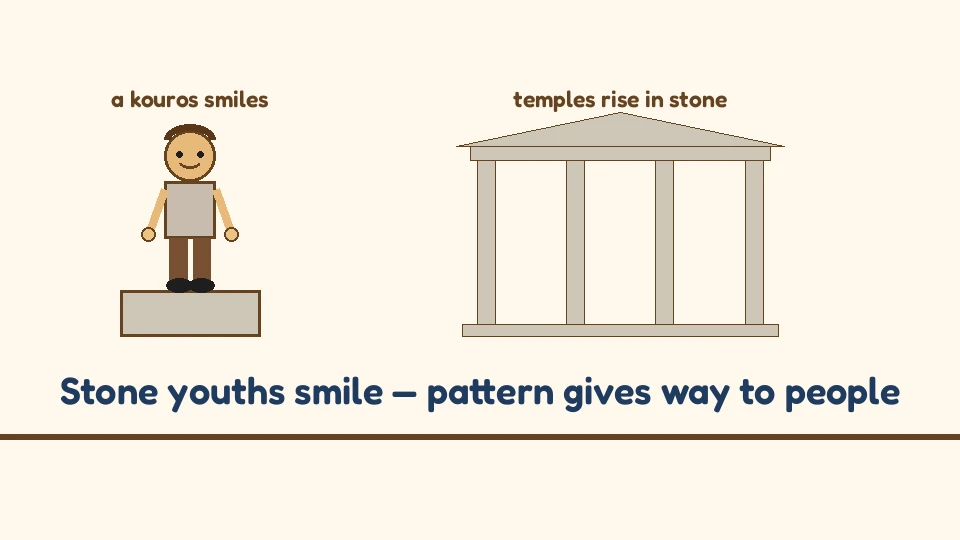 a kouros smiles
temples rise in stone
Stone youths smile — pattern gives way to people